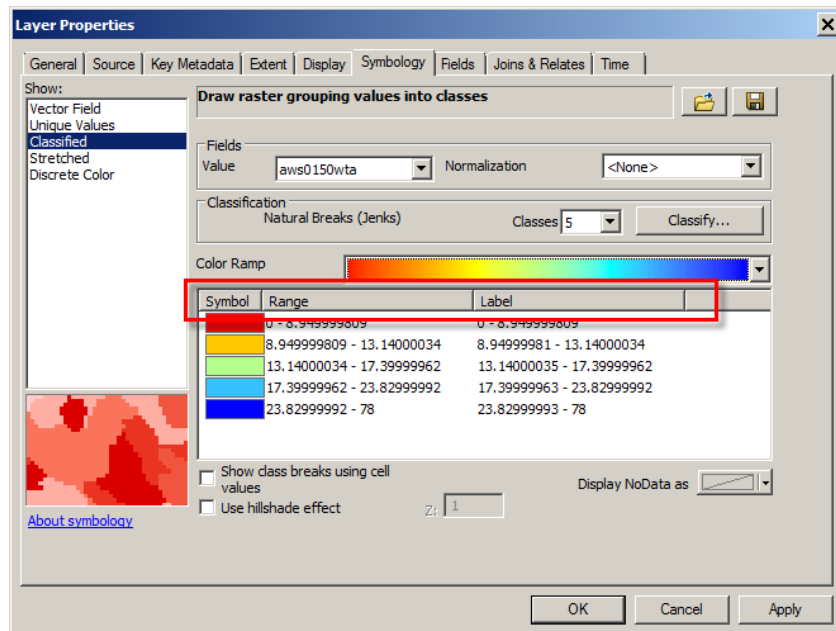 Layer Properties
General Source Key Metadata Extent Display Symbology Fields Joins & Relates Time
Show:
Vector Field
Unique Values
Classified
Stretched
Discrete Color
About symbology
Draw raster grouping values into classes
Fields
Value aws0150wta Normalization <None>
Classification
Natural Breaks (Jenks) Classes 5 Classify...
Color Ramp
Symbol Range Label
0 - 8.949999809 0 - 8.949999809
8.949999809 - 13.14000034 8.94999981 - 13.14000034
13.14000034 - 17.39999962 13.14000035 - 17.39999962
17.39999962 - 23.82999992 17.39999963 - 23.82999992
23.82999992 - 78 23.82999993 - 78
Show class breaks using cell
values
Display NoData as
Use hillshade effect Z: 1
OK Cancel Apply